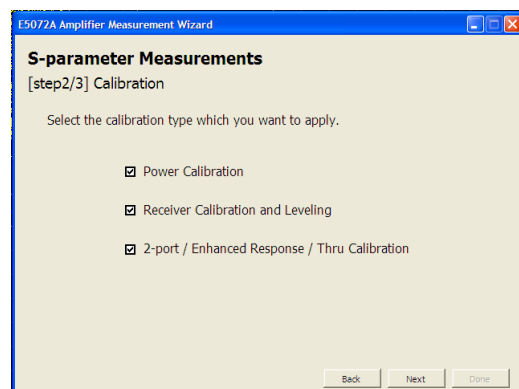 E5072A Amplifier Measurement Wizard
S-parameter Measurements
[step2/3] Calibration
Select the calibration type which you want to apply.
Power Calibration
Receiver Calibration and Leveling
2-port / Enhanced Response / Thru Calibration
Back Next Done